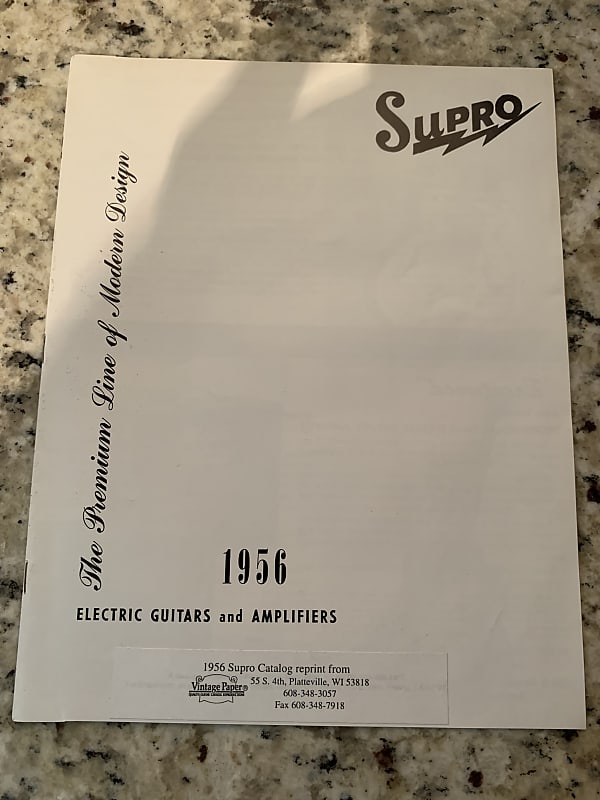 SUPRO
The Premium Line of Modern Design
1956
ELECTRIC GUITARS and AMPLIFIERS
1956 Supro Catalog reprint from
Vintage Paper®
55 S. 4th, Platteville, WI 53818
608-348-3057
Fax 608-348-7918